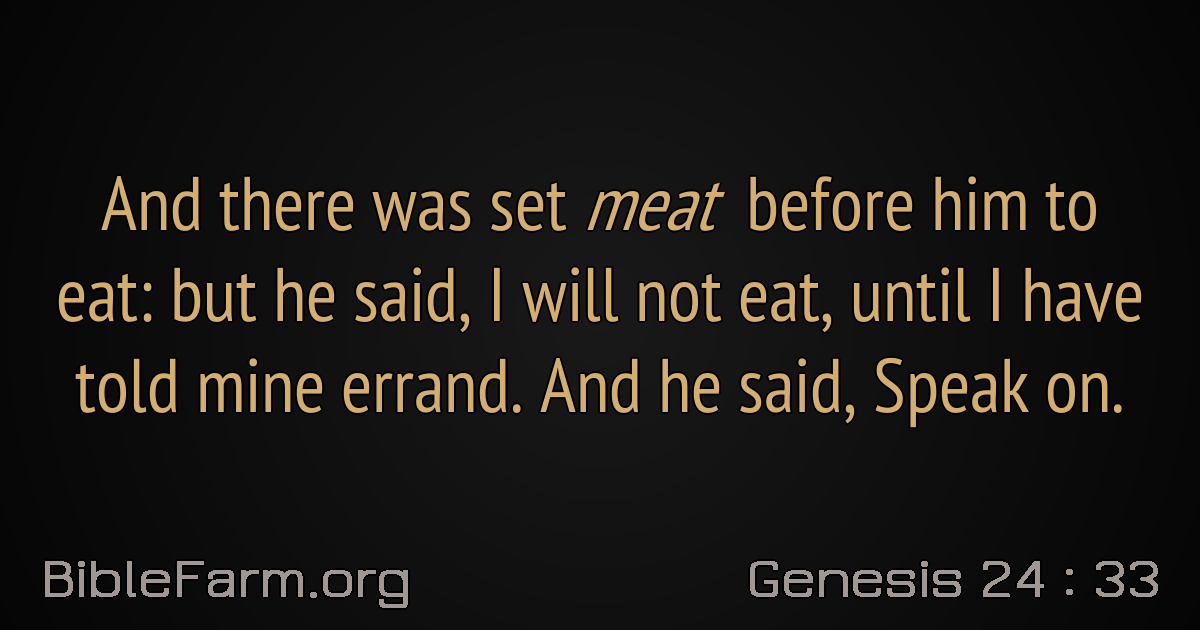 And there was set meat before him to
eat: but he said, I will not eat, until I have
told mine errand. And he said, Speak on.
BibleFarm.org
Genesis 24 : 33